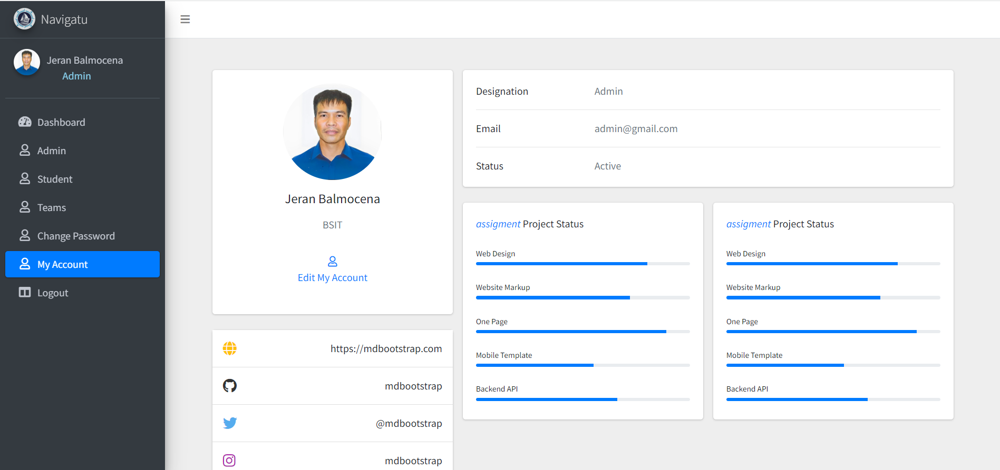 Navigatu
Jeran Balmocena
Admin
Dashboard
Admin
Student
Teams
Change Password
My Account
Logout
Jeran Balmocena
BSIT
Edit My Account
https://mdbootstrap.com
mdbootstrap
@mdbootstrap
mdbootstrap
Designation Admin
Email admin@gmail.com
Status Active
assigment Project Status
Web Design
Website Markup
One Page
Mobile Template
Backend API
assigment Project Status
Web Design
Website Markup
One Page
Mobile Template
Backend API